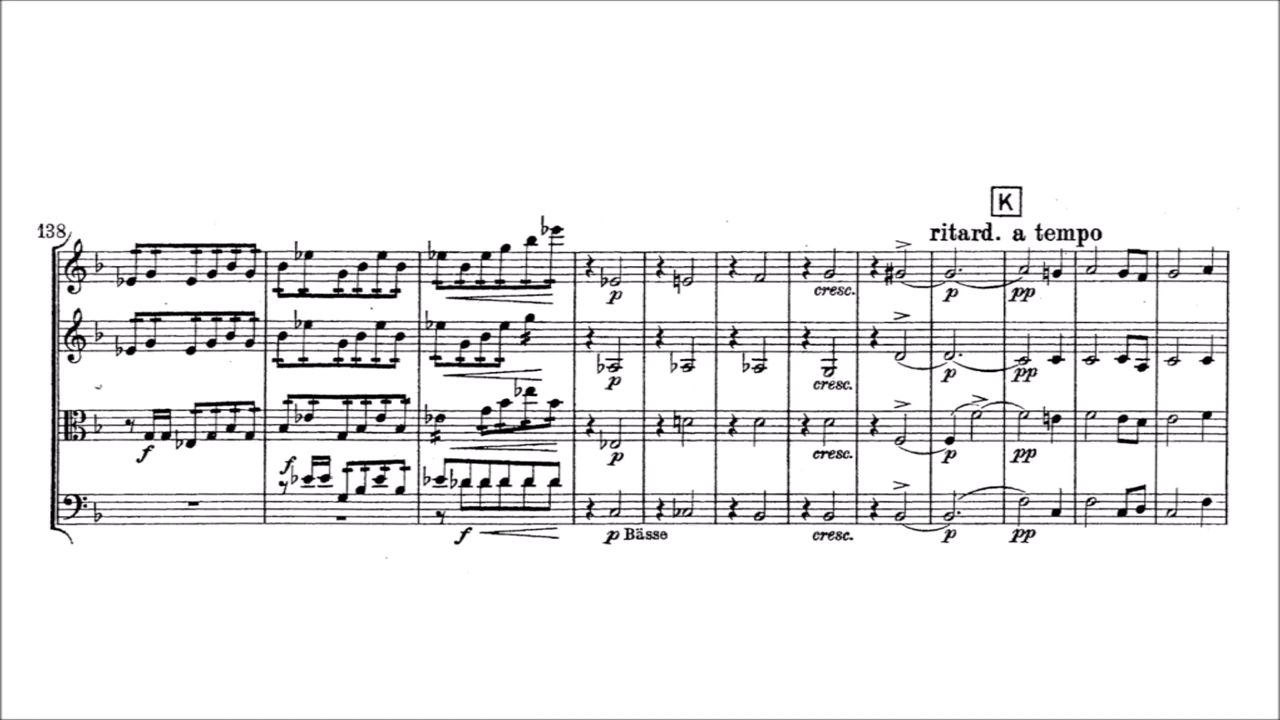 K
138
ritard. a tempo
p cresc. p pp
p cresc. p pp
f p cresc. p pp
f
f p Bässe cresc. p pp